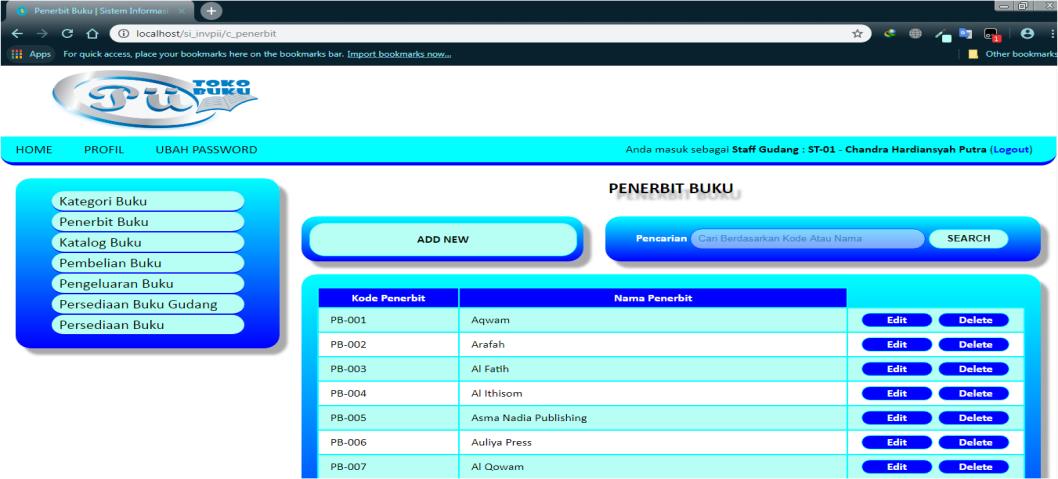 Penerbit Buku | Sistem Informasi
localhost/si_invpii/c_penerbit
Apps For quick access, place your bookmarks here on the bookmarks bar. Import bookmarks now... Other bookmarks
TOKO
BUKU
HOME PROFIL UBAH PASSWORD Anda masuk sebagai Staff Gudang : ST-01 - Chandra Hardiansyah Putra (Logout)
Kategori Buku
Penerbit Buku
Katalog Buku
Pembelian Buku
Pengeluaran Buku
Persediaan Buku Gudang
Persediaan Buku
PENERBIT BUKU
ADD NEW
Pencarian Cari Berdasarkan Kode Atau Nama SEARCH
Kode Penerbit Nama Penerbit
PB-001 Aqwam Edit Delete
PB-002 Arafah Edit Delete
PB-003 Al Fatih Edit Delete
PB-004 Al Ithisom Edit Delete
PB-005 Asma Nadia Publishing Edit Delete
PB-006 Auliya Press Edit Delete
PB-007 Al Qowam Edit Delete